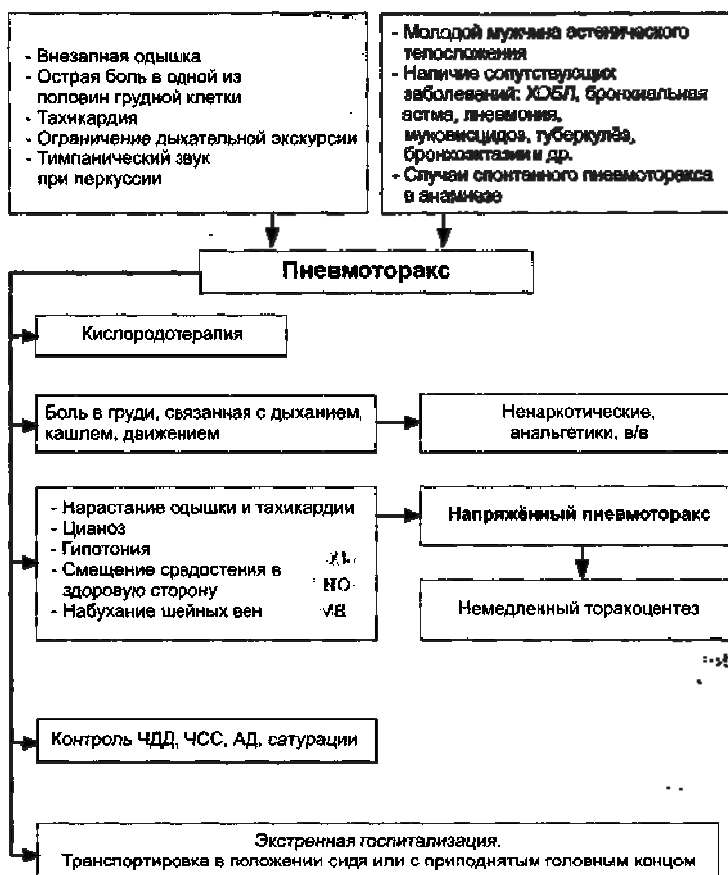 - Внезапная одышка
- Острая боль в одной из
половин грудной клетки
- Тахикардия
- Ограничение дыхательной экскурсии
- Тимпанический звук
при перкуссии
- Молодой мужчина астенического
телосложения
- Наличие сопутствующих
заболеваний: ХОБЛ, бронхиальная
астма, пневмония,
муковисцидоз, туберкулёз,
бронхоэктазии и др.
- Случаи спонтанного пневмоторакса
в анамнезе
Пневмоторакс
Кислородотерапия
Боль в груди, связанная с дыханием,
кашлем, движением
Ненаркотические,
анальгетики, в/в
- Нарастание одышки и тахикардии
- Цианоз
- Гипотония
- Смещение средостения в
здоровую сторону
- Набухание шейных вен
Напряжённый пневмоторакс
Немедленный торакоцентез
Контроль ЧДД, ЧСС, АД, сатурации
Экстренная госпитализация.
Транспортировка в положении сидя или с приподнятым головным концом